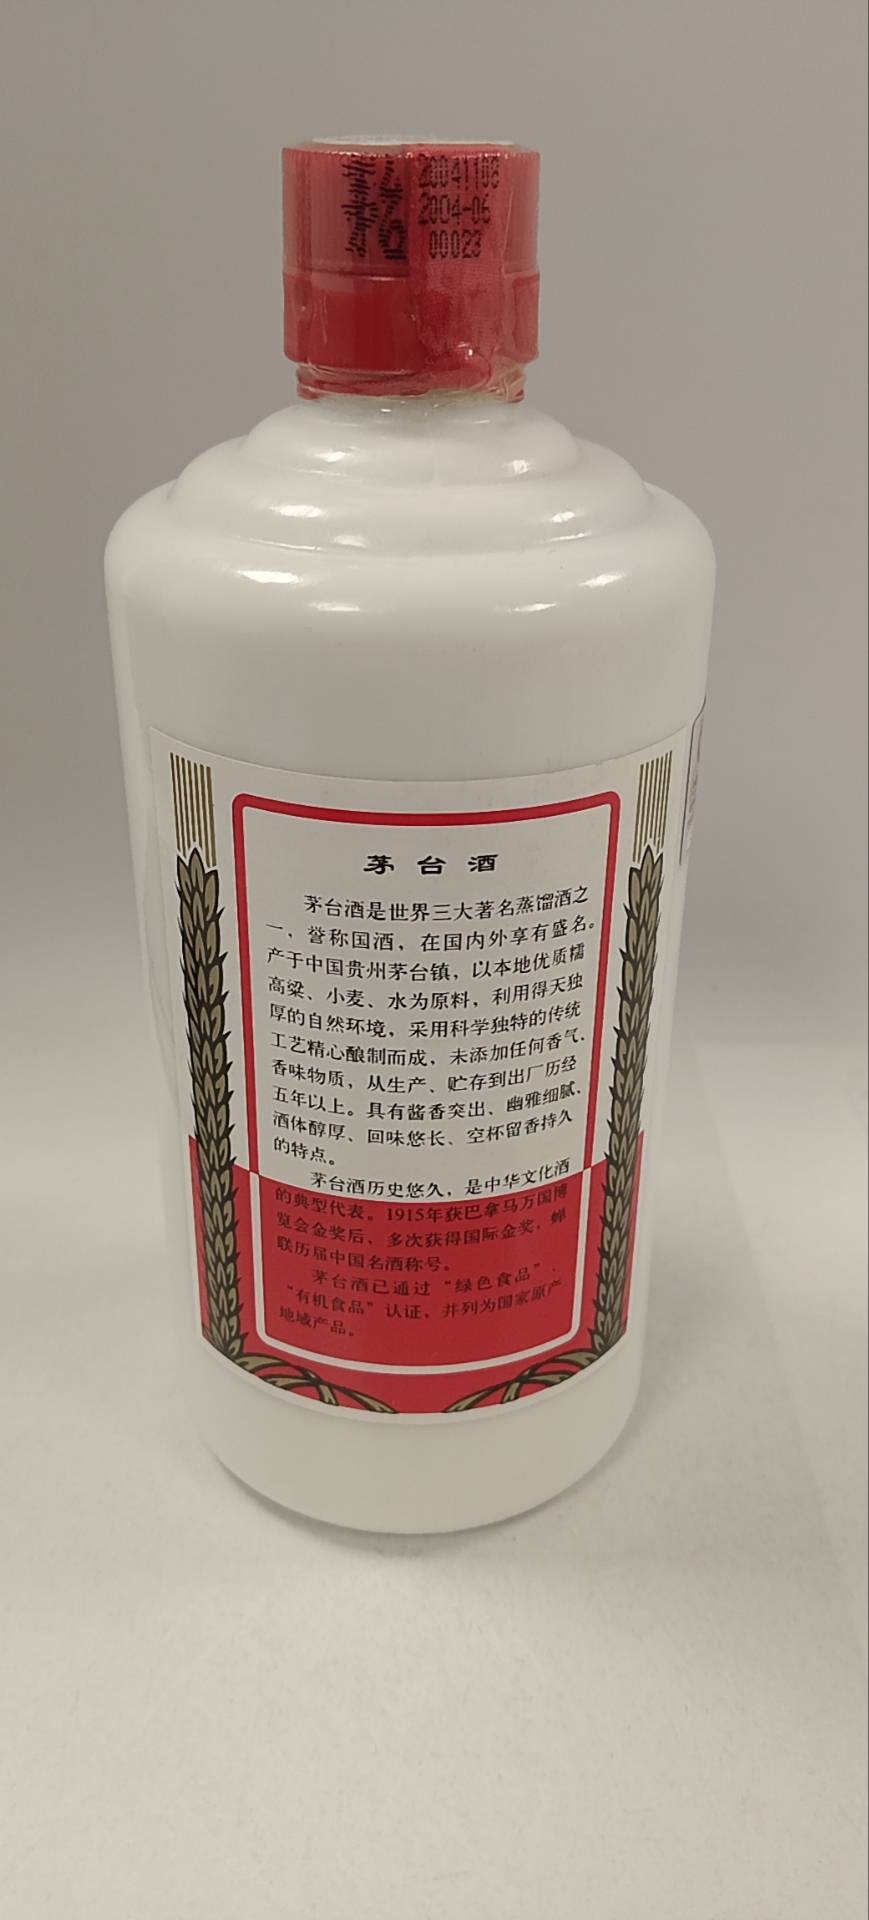 20041108
2004-06
00023
茅台酒
茅台酒是世界三大著名蒸馏酒之
一，誉称国酒，在国内外享有盛名。
产于中国贵州茅台镇，以本地优质糯
高粱、小麦、水为原料，利用得天独
厚的自然环境，采用科学独特的传统
工艺精心酿制而成，未添加任何香气、
香味物质，从生产、贮存到出厂历经
五年以上。具有酱香突出、幽雅细腻、
酒体醇厚、回味悠长、空杯留香持久
的特点。
茅台酒历史悠久，是中华文化酒
的典型代表。1915年获巴拿马万国博
览会金奖后，多次获得国际金奖，蝉
联历届中国名酒称号。
茅台酒已通过“绿色食品”、
“有机食品”认证，并列为国家原产
地域产品。